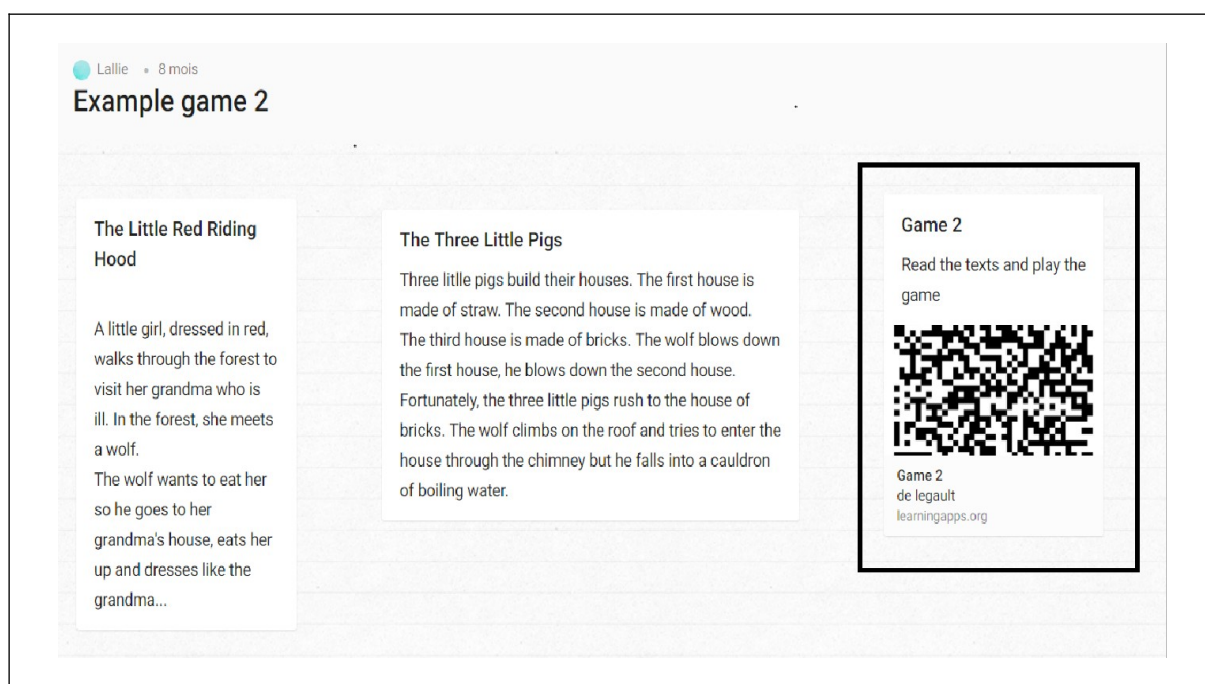 Lallie • 8 mois
Example game 2
The Little Red Riding
Hood
A little girl, dressed in red,
walks through the forest to
visit her grandma who is
ill. In the forest, she meets
a wolf.
The wolf wants to eat her
so he goes to her
grandma's house, eats her
up and dresses like the
grandma...
The Three Little Pigs
Three litlle pigs build their houses. The first house is
made of straw. The second house is made of wood.
The third house is made of bricks. The wolf blows down
the first house, he blows down the second house.
Fortunately, the three little pigs rush to the house of
bricks. The wolf climbs on the roof and tries to enter the
house through the chimney but he falls into a cauldron
of boiling water.
Game 2
Read the texts and play the
game
Game 2
de legault
learningapps.org